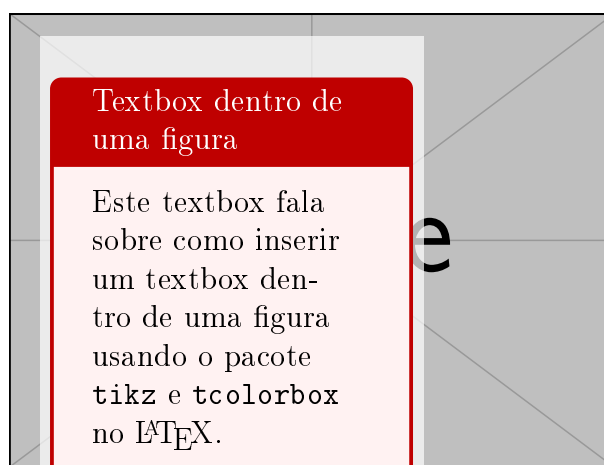 Textbox dentro de
uma figura
Este textbox fala
sobre como inserir
um textbox den-
tro de uma figura
usando o pacote
tikz e tcolorbox
no LATEX.
e